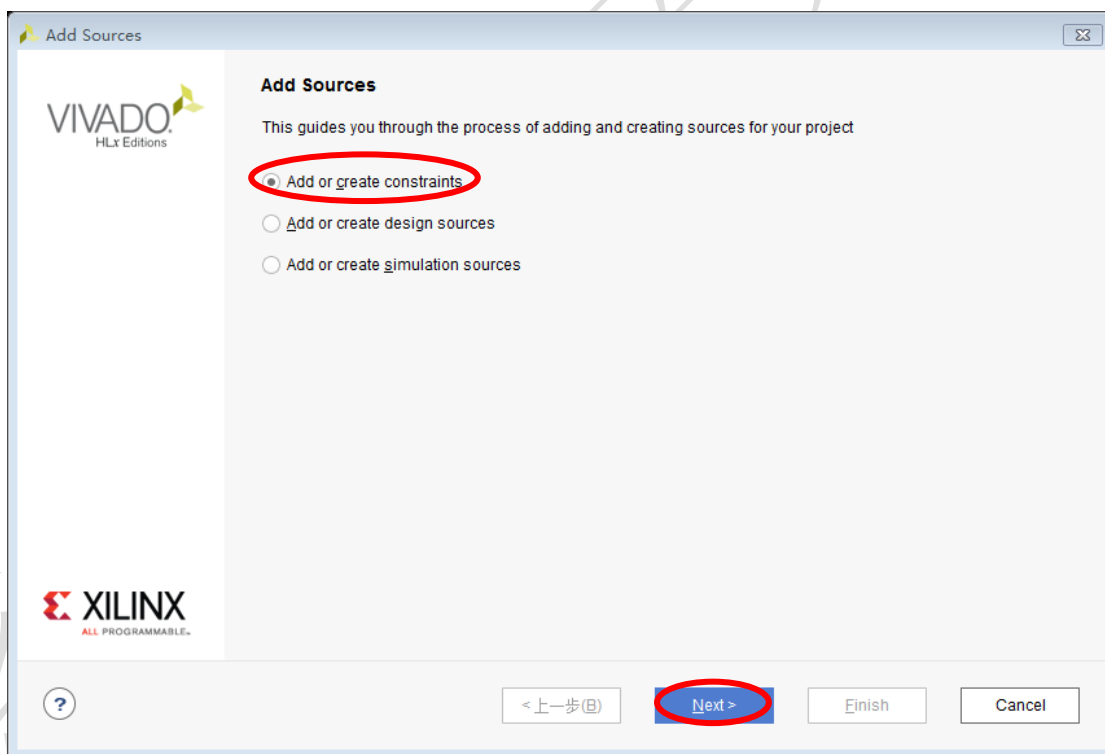 Add Sources
VIVADO.
HLx Editions
Add Sources
This guides you through the process of adding and creating sources for your project
Add or create constraints
Add or create design sources
Add or create simulation sources
XILINX
ALL PROGRAMMABLE™
?
<上一步(B)
Next >
Finish
Cancel